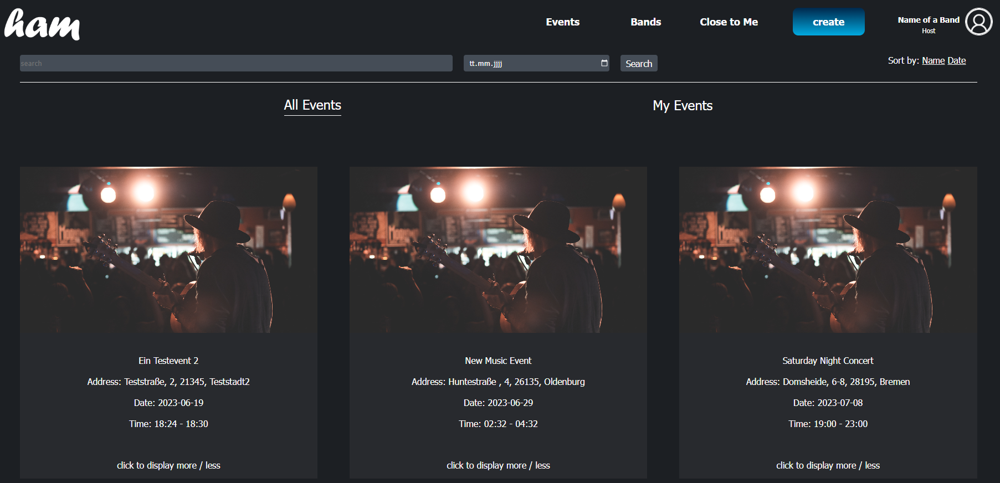 ham
Events
Bands
Close to Me
create
Name of a Band
Host
search
tt.mm.jjjj
Search
Sort by: Name Date
All Events
My Events
Ein Testevent 2
Address: Teststraße, 2, 21345, Teststadt2
Date: 2023-06-19
Time: 18:24 - 18:30
click to display more / less
New Music Event
Address: Huntestraße , 4, 26135, Oldenburg
Date: 2023-06-29
Time: 02:32 - 04:32
click to display more / less
Saturday Night Concert
Address: Domsheide, 6-8, 28195, Bremen
Date: 2023-07-08
Time: 19:00 - 23:00
click to display more / less